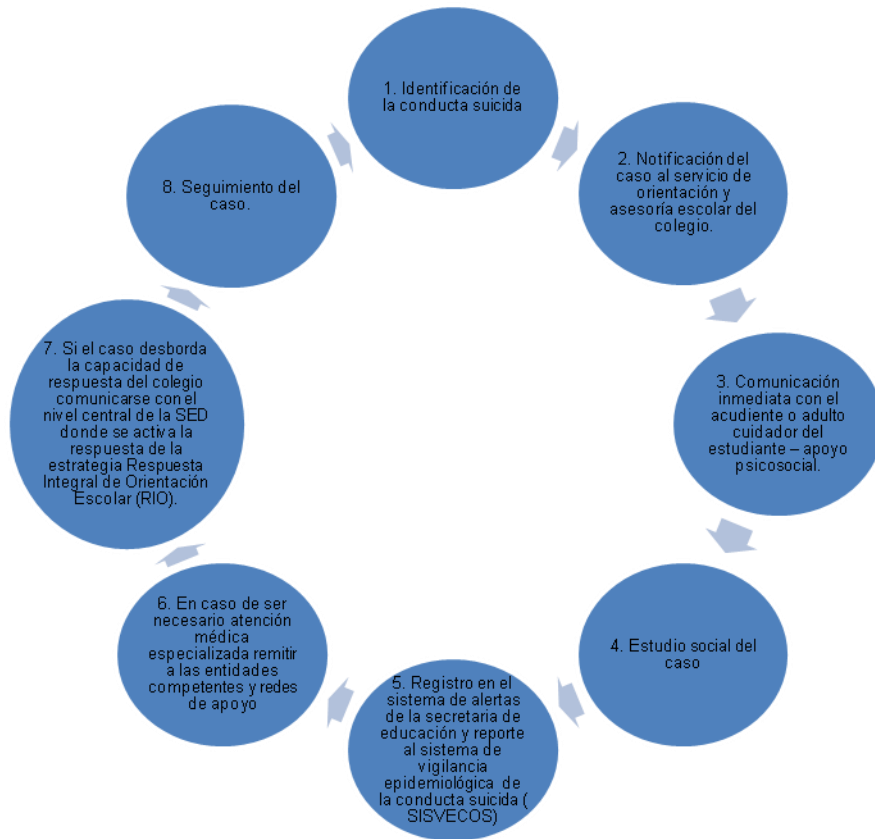 1. Identificación de
la conducta suicida
2. Notificación del
caso al servicio de
orientación y
asesoría escolar del
colegio.
3. Comunicación
inmediata con el
acudiente o adulto
cuidador del
estudiante – apoyo
psicosocial.
4. Estudio social del
caso
5. Registro en el
sistema de alertas
de la secretaria de
educación y reporte
al sistema de
vigilancia
epidemiológica de
la conducta suicida (
SISVECOS)
6. En caso de ser
necesario atención
médica
especializada remitir
a las entidades
competentes y redes
de apoyo
7. Si el caso desborda
la capacidad de
respuesta del colegio
comunicarse con el
nivel central de la SED
donde se activa la
respuesta de la
estrategia Respuesta
Integral de Orientación
Escolar (RIO).
8. Seguimiento del
caso.